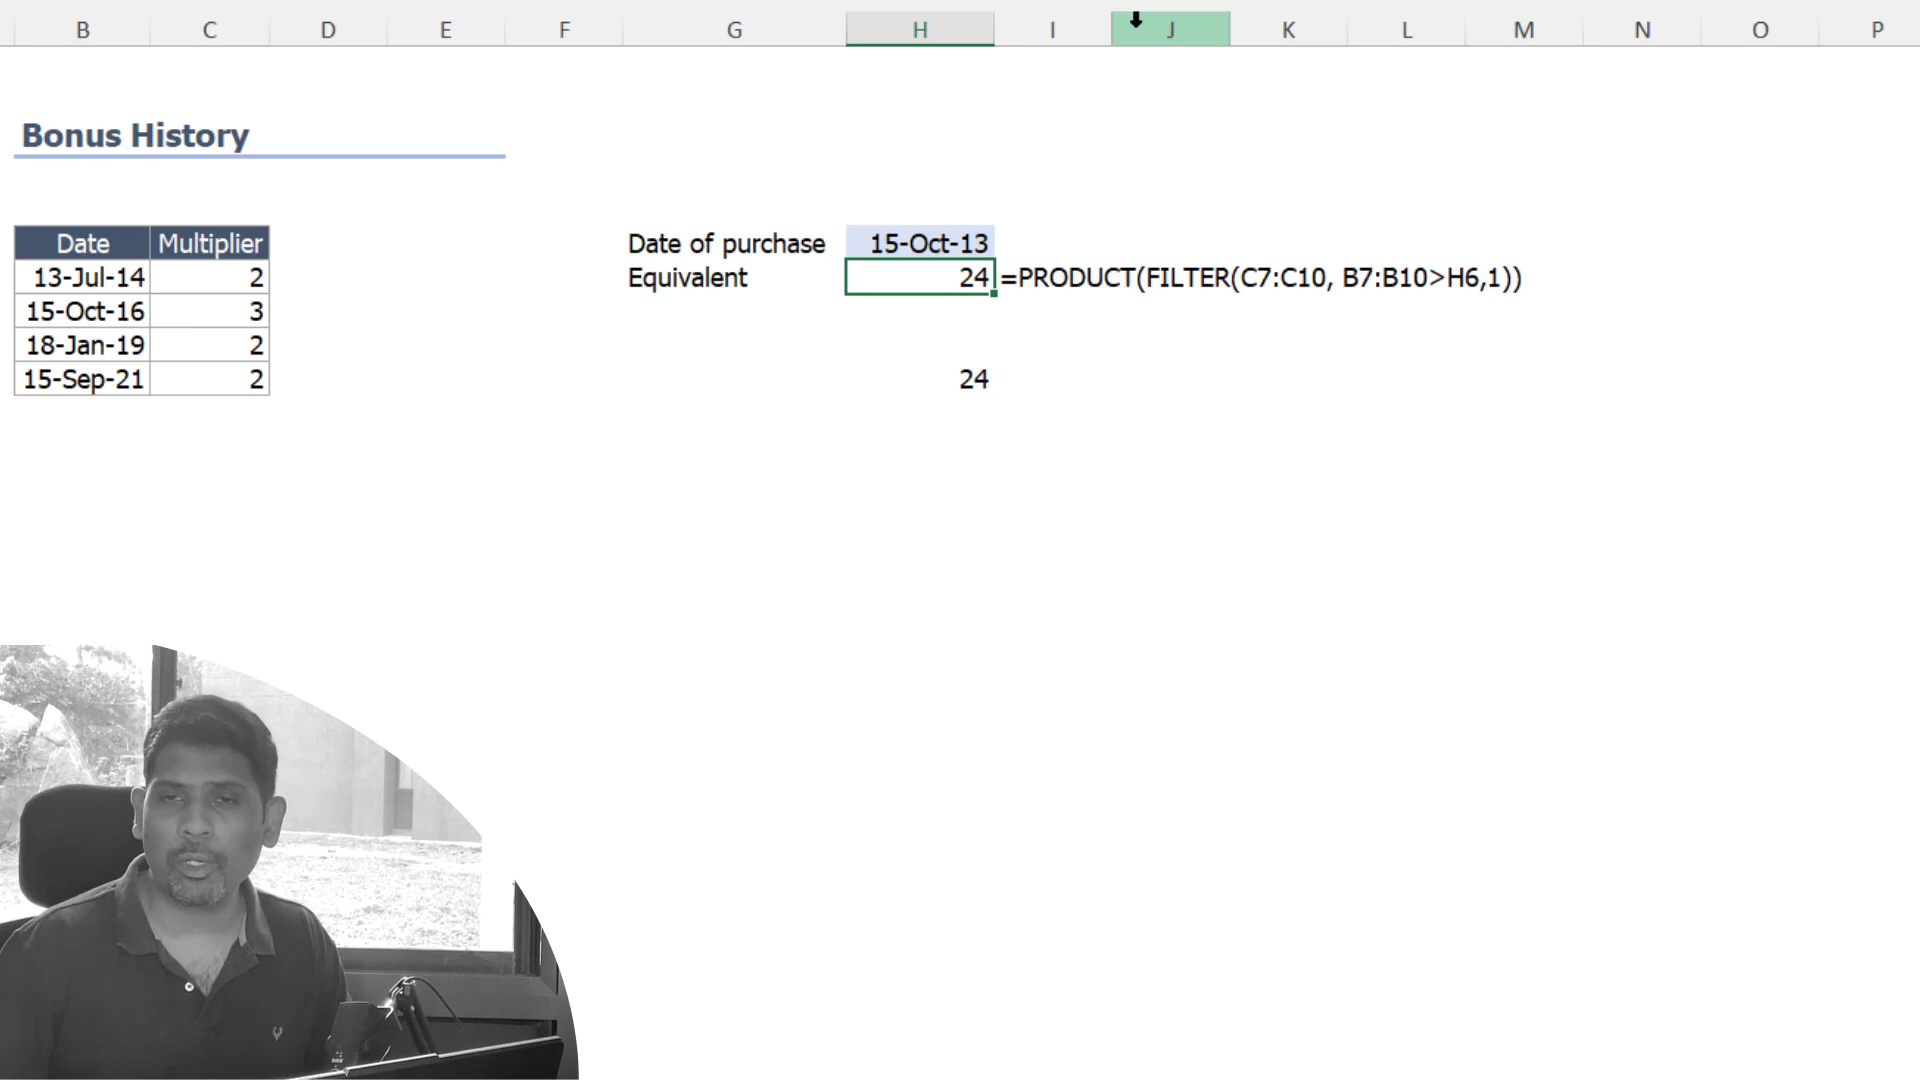 B C D E F G H I J K L M N O P
Bonus History
Date Multiplier
13-Jul-14 2
15-Oct-16 3
18-Jan-19 2
15-Sep-21 2
Date of purchase 15-Oct-13
Equivalent 24 =PRODUCT(FILTER(C7:C10, B7:B10>H6,1))
24